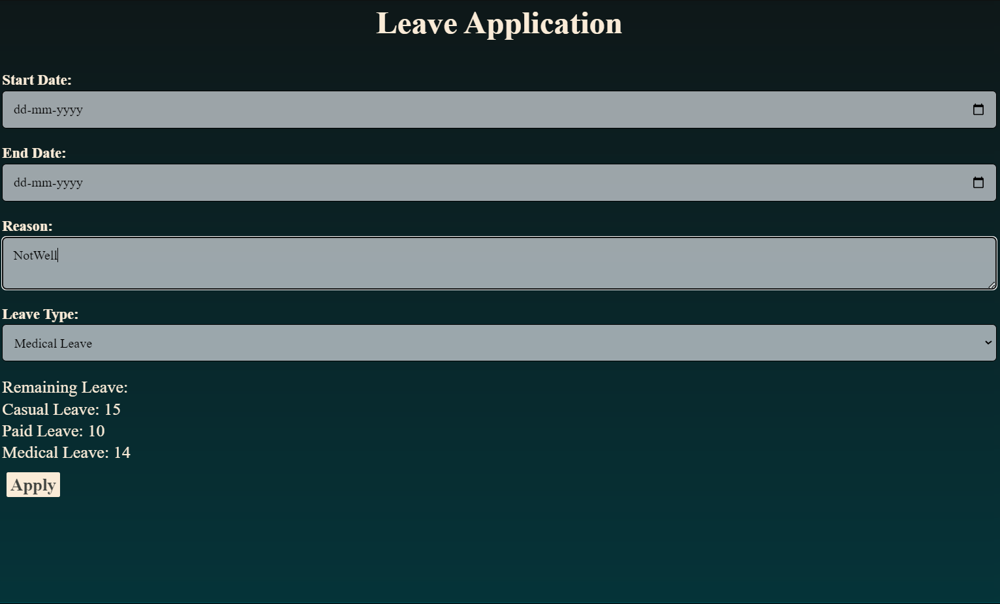 Leave Application
Start Date:
dd-mm-yyyy
End Date:
dd-mm-yyyy
Reason:
NotWell
Leave Type:
Medical Leave
Remaining Leave:
Casual Leave: 15
Paid Leave: 10
Medical Leave: 14
Apply